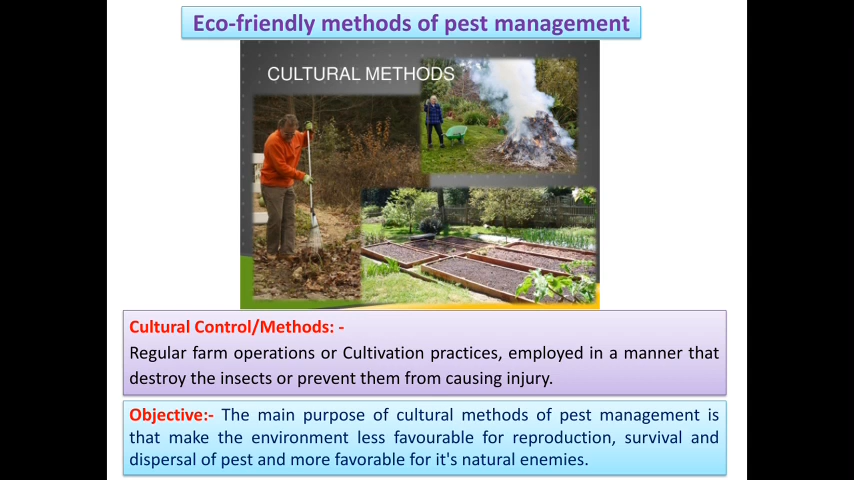 Eco-friendly methods of pest management
CULTURAL METHODS
Cultural Control/Methods: -
Regular farm operations or Cultivation practices, employed in a manner that
destroy the insects or prevent them from causing injury.
Objective:- The main purpose of cultural methods of pest management is
that make the environment less favourable for reproduction, survival and
dispersal of pest and more favorable for it's natural enemies.